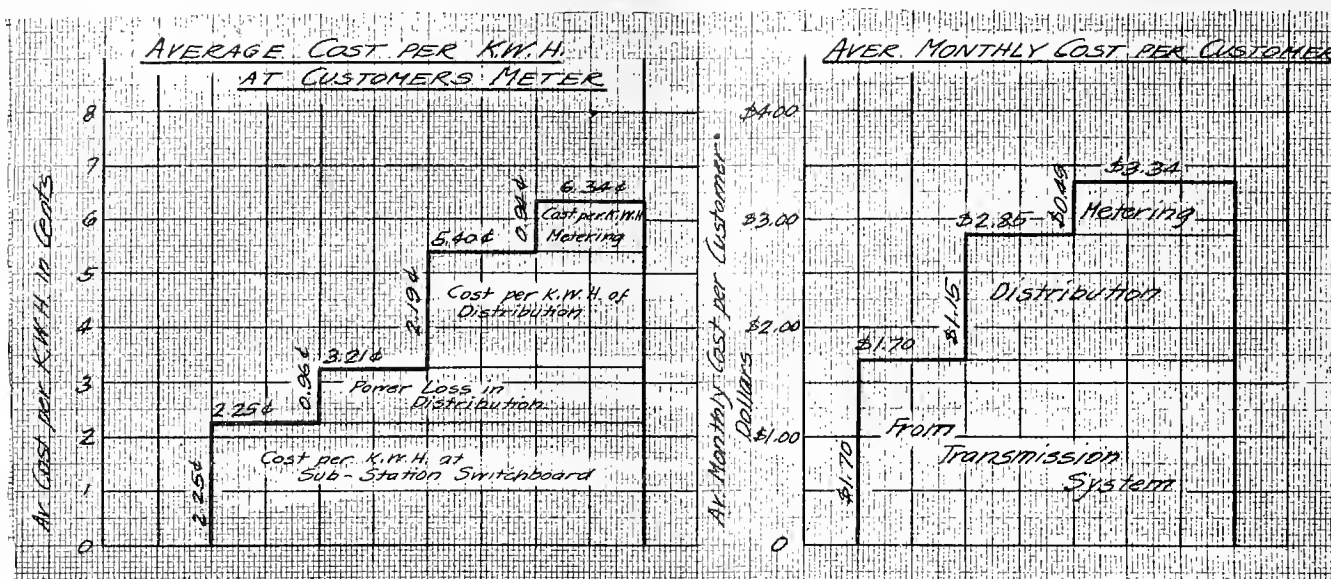 AVERAGE COST PER K.W.H.
AT CUSTOMERS METER
Av Cost per K.W.H. in Cents
8
7
6
5
4
3
2
1
0
2.25¢
2.25¢
0.96¢
3.21¢
2.19¢
5.40¢
0.94¢
6.34¢
Cost per K.W.H
Metering
Cost per K.W.H. of
Distribution
Power Loss in
Distribution
Cost per K.W.H. at
Sub-Station Switchboard
AVER. MONTHLY COST PER CUSTOMER
Av. Monthly Cost per Customer
Dollars
$4.00
$3.00
$2.00
$1.00
0
$1.70
$1.70
$1.15
$2.85
$0.49
$3.34
Metering
Distribution
From
Transmission
System